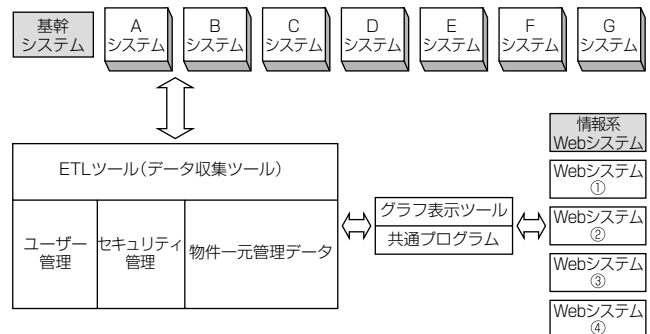 基幹
システム
A
システム
B
システム
C
システム
D
システム
E
システム
F
システム
G
システム
ETLツール(データ収集ツール)
ユーザー
管理
セキュリティ
管理
物件一元管理データ
グラフ表示ツール
共通プログラム
情報系
Webシステム
Webシステム
①
Webシステム
②
Webシステム
③
Webシステム
④